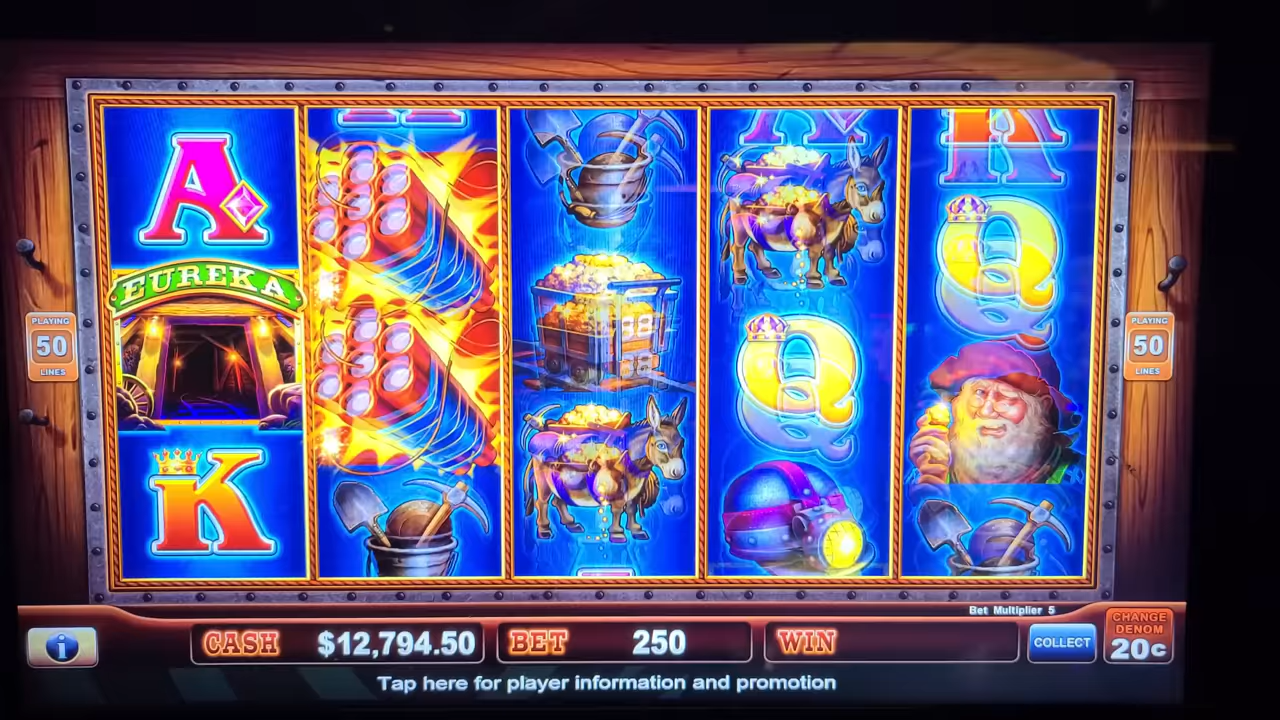 A
EUREKA
K
88
Q
Q
K
PLAYING
50
LINES
PLAYING
50
LINES
Bet Multiplier 5
CASH $12,794.50
BET 250
WIN
COLLECT
CHANGE
DENOM
20c
i
Tap here for player information and promotion